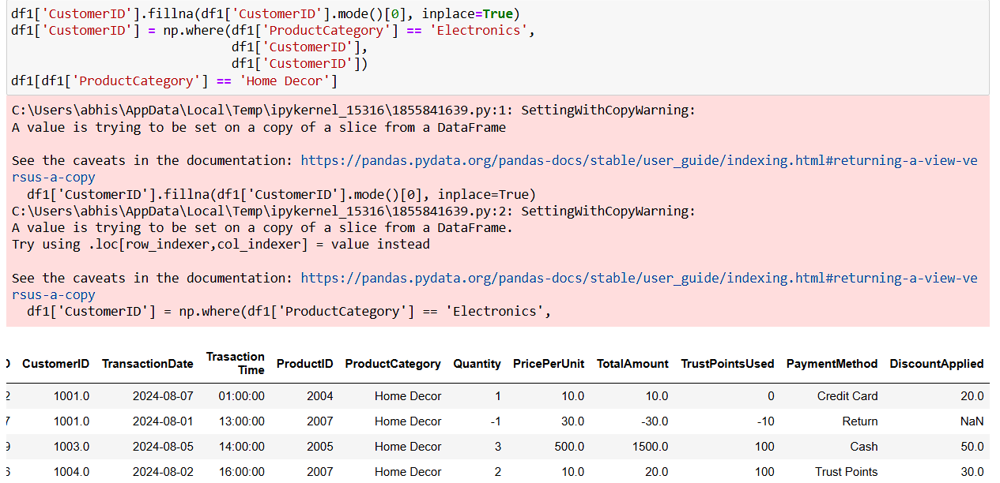 df1['CustomerID'].fillna(df1['CustomerID'].mode()[0], inplace=True)
df1['CustomerID'] = np.where(df1['ProductCategory'] == 'Electronics',
df1['CustomerID'],
df1['CustomerID'])
df1[df1['ProductCategory'] == 'Home Decor']
C:\Users\abhis\AppData\Local\Temp\ipykernel_15316\1855841639.py:1: SettingWithCopyWarning:
A value is trying to be set on a copy of a slice from a DataFrame
See the caveats in the documentation: https://pandas.pydata.org/pandas-docs/stable/user_guide/indexing.html#returning-a-view-ve
rsus-a-copy
df1['CustomerID'].fillna(df1['CustomerID'].mode()[0], inplace=True)
C:\Users\abhis\AppData\Local\Temp\ipykernel_15316\1855841639.py:2: SettingWithCopyWarning:
A value is trying to be set on a copy of a slice from a DataFrame.
Try using .loc[row_indexer,col_indexer] = value instead
See the caveats in the documentation: https://pandas.pydata.org/pandas-docs/stable/user_guide/indexing.html#returning-a-view-ve
rsus-a-copy
df1['CustomerID'] = np.where(df1['ProductCategory'] == 'Electronics',
CustomerID TransactionDate Trasaction Time ProductID ProductCategory Quantity PricePerUnit TotalAmount TrustPointsUsed PaymentMethod DiscountApplied
2 1001.0 2024-08-07 01:00:00 2004 Home Decor 1 10.0 10.0 0 Credit Card 20.0
7 1001.0 2024-08-01 13:00:00 2007 Home Decor -1 30.0 -30.0 -10 Return NaN
9 1003.0 2024-08-05 14:00:00 2005 Home Decor 3 500.0 1500.0 100 Cash 50.0
6 1004.0 2024-08-02 16:00:00 2007 Home Decor 2 10.0 20.0 100 Trust Points 30.0